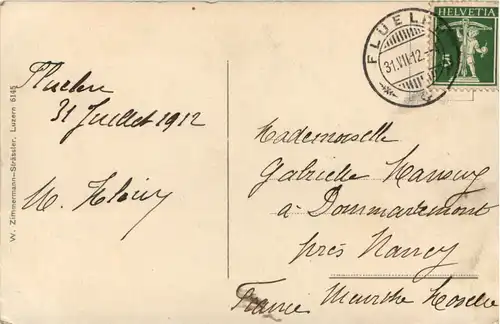 HELVETIA
5
FLUELEN
31.VII.12.
Fluelen
31 Juillet 1912
W. Zimmermann-Strässler, Luzern 6145
Mademoiselle
Gabrielle
à Dommartemont
près Nancy
France Meurthe Moselle